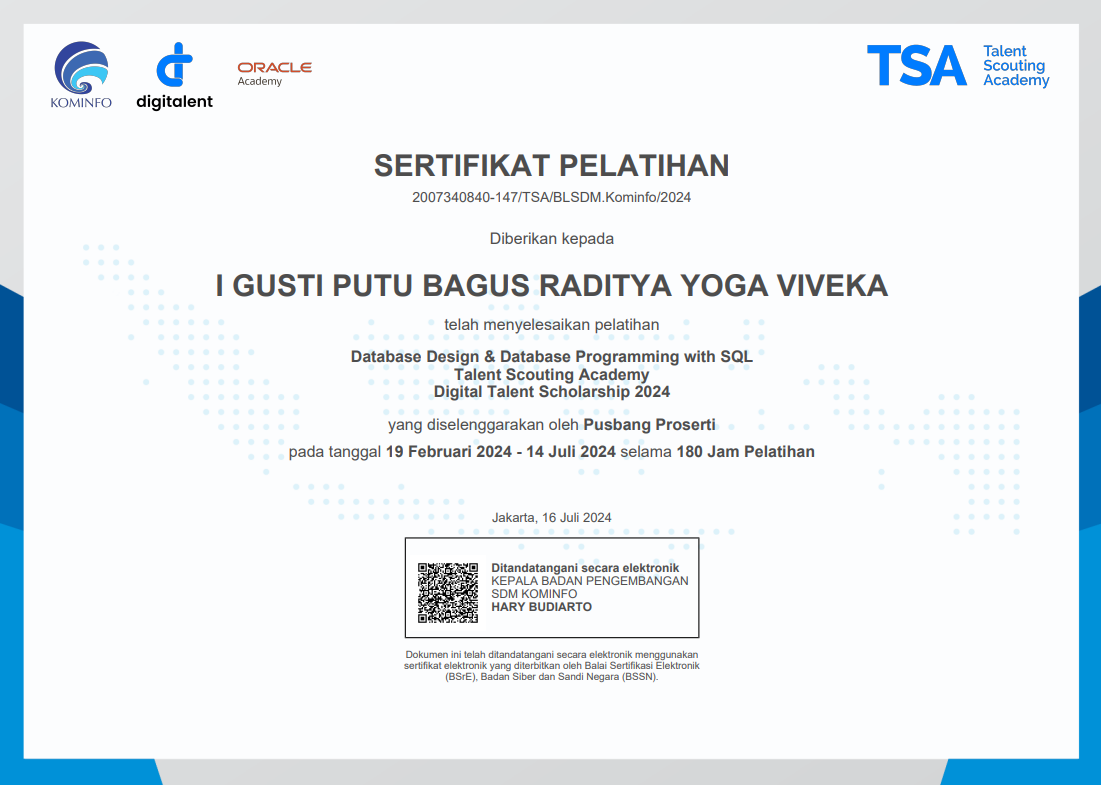 KOMINFO
digitalent
ORACLE
Academy
TSA
Talent
Scouting
Academy
SERTIFIKAT PELATIHAN
2007340840-147/TSA/BLSDM.Kominfo/2024
Diberikan kepada
I GUSTI PUTU BAGUS RADITYA YOGA VIVEKA
telah menyelesaikan pelatihan
Database Design & Database Programming with SQL
Talent Scouting Academy
Digital Talent Scholarship 2024
yang diselenggarakan oleh Pusbang Proserti
pada tanggal 19 Februari 2024 - 14 Juli 2024 selama 180 Jam Pelatihan
Jakarta, 16 Juli 2024
Ditandatangani secara elektronik
KEPALA BADAN PENGEMBANGAN
SDM KOMINFO
HARY BUDIARTO
Dokumen ini telah ditandatangani secara elektronik menggunakan
sertifikat elektronik yang diterbitkan oleh Balai Sertifikasi Elektronik
(BSrE), Badan Siber dan Sandi Negara (BSSN).